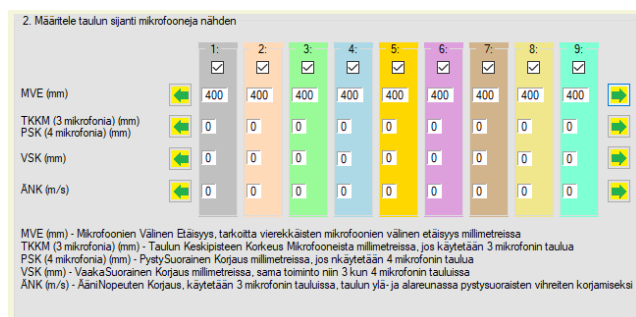 2. Määritele taulun sijanti mikrofooneja nähden
1: 2: 3: 4: 5: 6: 7: 8: 9:
MVE (mm) 400 400 400 400 400 400 400 400 400
TKKM (3 mikrofonia) (mm)
PSK (4 mikrofonia) (mm) 0 0 0 0 0 0 0 0 0
VSK (mm) 0 0 0 0 0 0 0 0 0
ÄNK (m/s) 0 0 0 0 0 0 0 0 0
MVE (mm) - Mikrofoonien Välinen Etäisyys, tarkoitta vierekkäisten mikrofoonien välinen etäisyys millimetreissa
TKKM (3 mikrofonia) (mm) - Taulun Keskipisteen Korkeus Mikrofooneista millimetreissa, jos käytetään 3 mikrofonin taulua
PSK (4 mikrofonia) (mm) - PystySuorainen Korjaus millimetreissa, jos nkäytetään 4 mikrofonin taulua
VSK (mm) - VaakaSuorainen Korjaus millimetreissa, sama toiminto niin 3 kun 4 mikrofonin tauluissa
ÄNK (m/s) - ÄäniNopeuten Korjaus, käytetään 3 mikrofonin tauluissa, taulun ylä- ja alareunassa pystysuoraisten vihreiten korjamiseksi